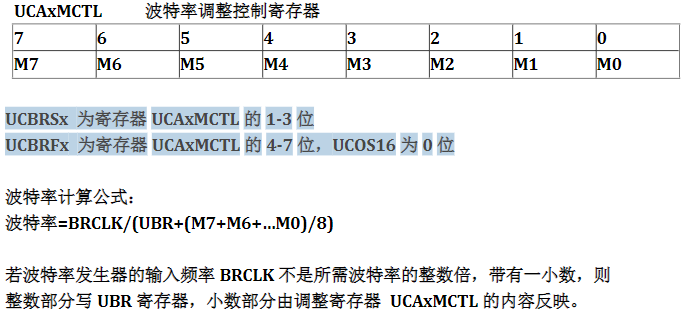 UCAxMCTL 波特率调整控制寄存器
7 6 5 4 3 2 1 0
M7 M6 M5 M4 M3 M2 M1 M0
UCBRSx 为寄存器 UCAxMCTL 的 1-3 位
UCBRFx 为寄存器 UCAxMCTL 的 4-7 位，UCOS16 为 0 位
波特率计算公式：
波特率=BRCLK/(UBR+(M7+M6+…M0)/8)
若波特率发生器的输入频率 BRCLK 不是所需波特率的整数倍，带有一小数，则
整数部分写 UBR 寄存器，小数部分由调整寄存器 UCAxMCTL 的内容反映。